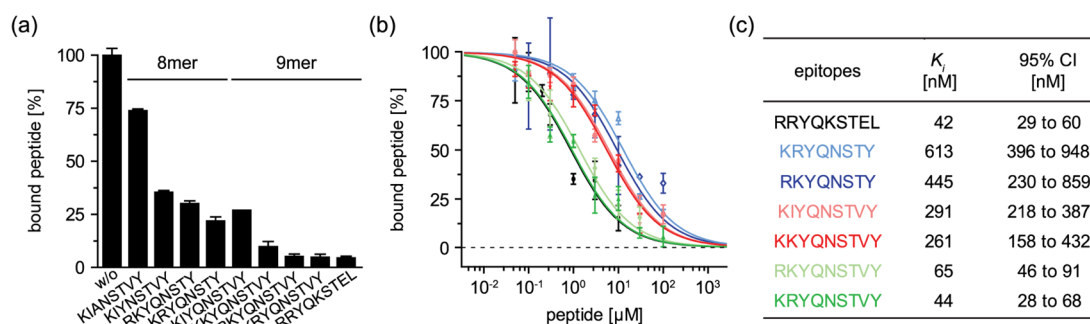 (a)
8mer
9mer
bound peptide [%]
100
75
50
25
0
w/o
KIANSTVY
KIYNSTVY
RKYQNSTY
KRYQNSTY
KIYQNSTVY
KKYQNSTVY
RKYQNSTVY
KRYQNSTVY
RRYQKSTEL
(b)
bound peptide [%]
100
75
50
25
0
10⁻² 10⁻¹ 10⁰ 10¹ 10² 10³
peptide [µM]
(c)
epitopes Kᵢ [nM] 95% CI [nM]
RRYQKSTEL 42 29 to 60
KRYQNSTY 613 396 to 948
RKYQNSTY 445 230 to 859
KIYQNSTVY 291 218 to 387
KKYQNSTVY 261 158 to 432
RKYQNSTVY 65 46 to 91
KRYQNSTVY 44 28 to 68